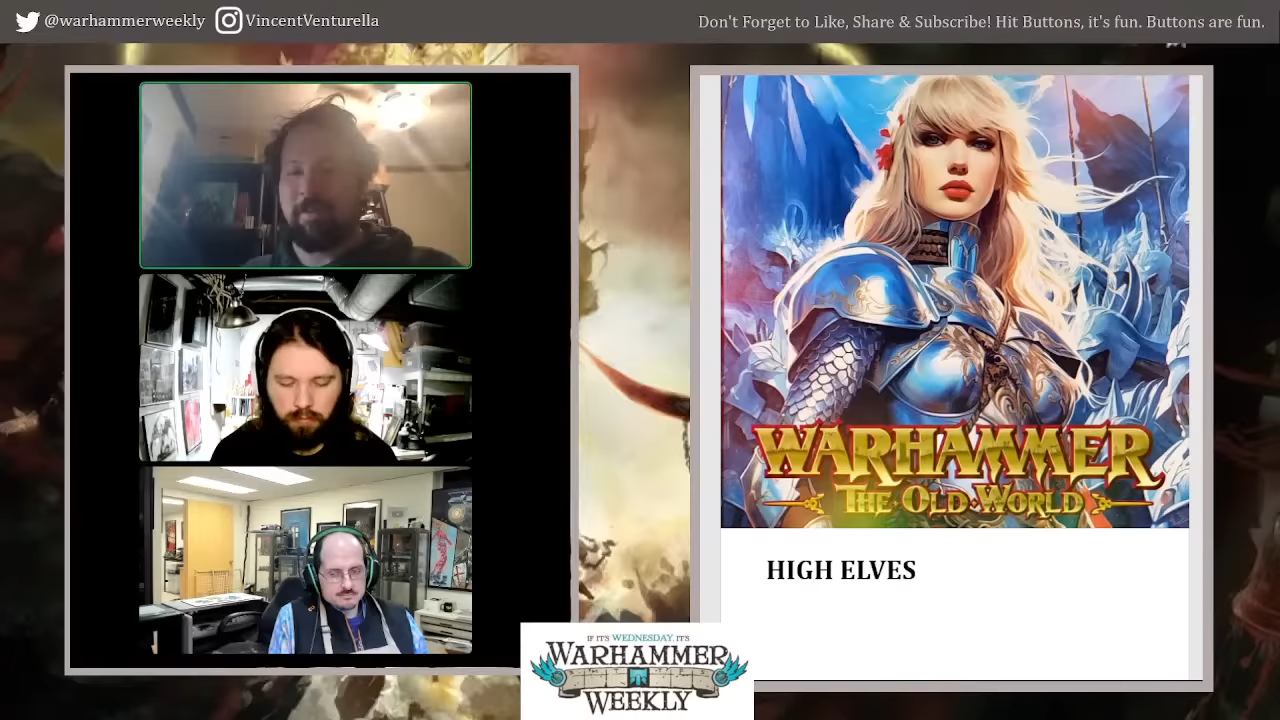 @warhammerweekly VincentVenturella
Don't Forget to Like, Share & Subscribe! Hit Buttons, it's fun. Buttons are fun.
WARHAMMER
THE OLD WORLD
HIGH ELVES
IF IT'S WEDNESDAY, IT'S
WARHAMMER
WEEKLY